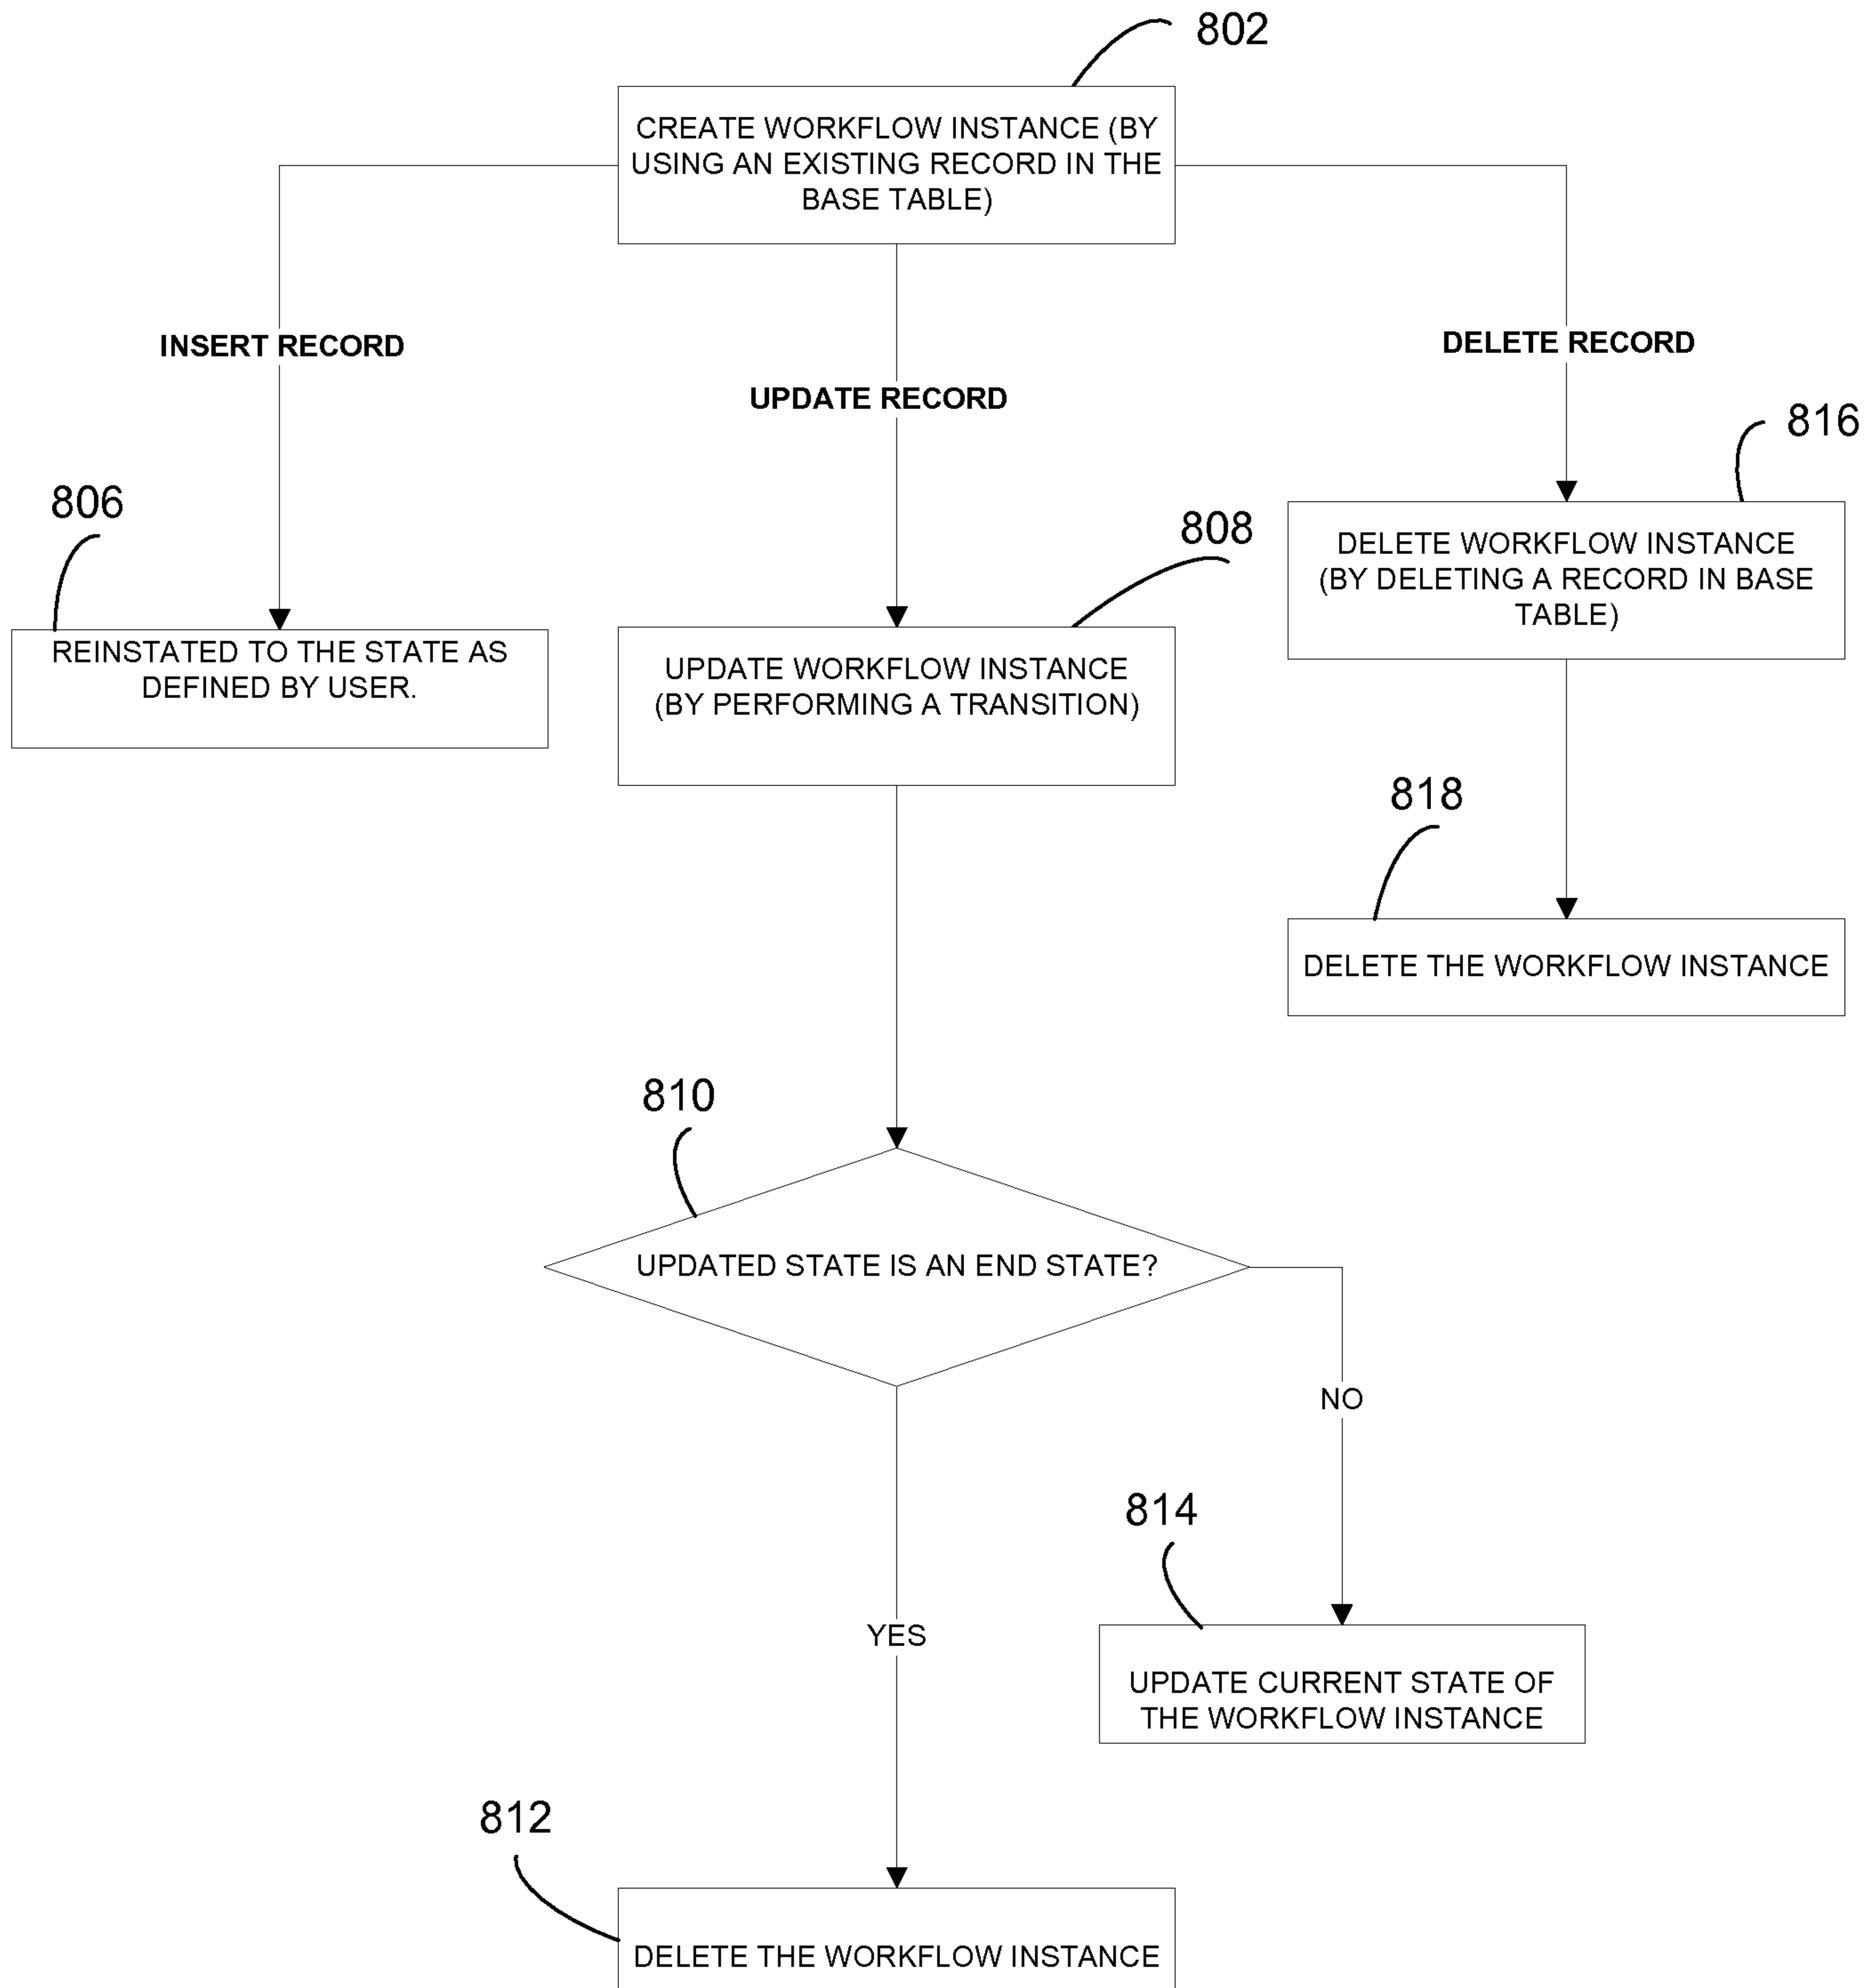 802
CREATE WORKFLOW INSTANCE (BY
USING AN EXISTING RECORD IN THE
BASE TABLE)
INSERT RECORD
UPDATE RECORD
DELETE RECORD
806
REINSTATED TO THE STATE AS
DEFINED BY USER.
808
UPDATE WORKFLOW INSTANCE
(BY PERFORMING A TRANSITION)
816
DELETE WORKFLOW INSTANCE
(BY DELETING A RECORD IN BASE
TABLE)
818
DELETE THE WORKFLOW INSTANCE
810
UPDATED STATE IS AN END STATE?
NO
YES
814
UPDATE CURRENT STATE OF
THE WORKFLOW INSTANCE
812
DELETE THE WORKFLOW INSTANCE